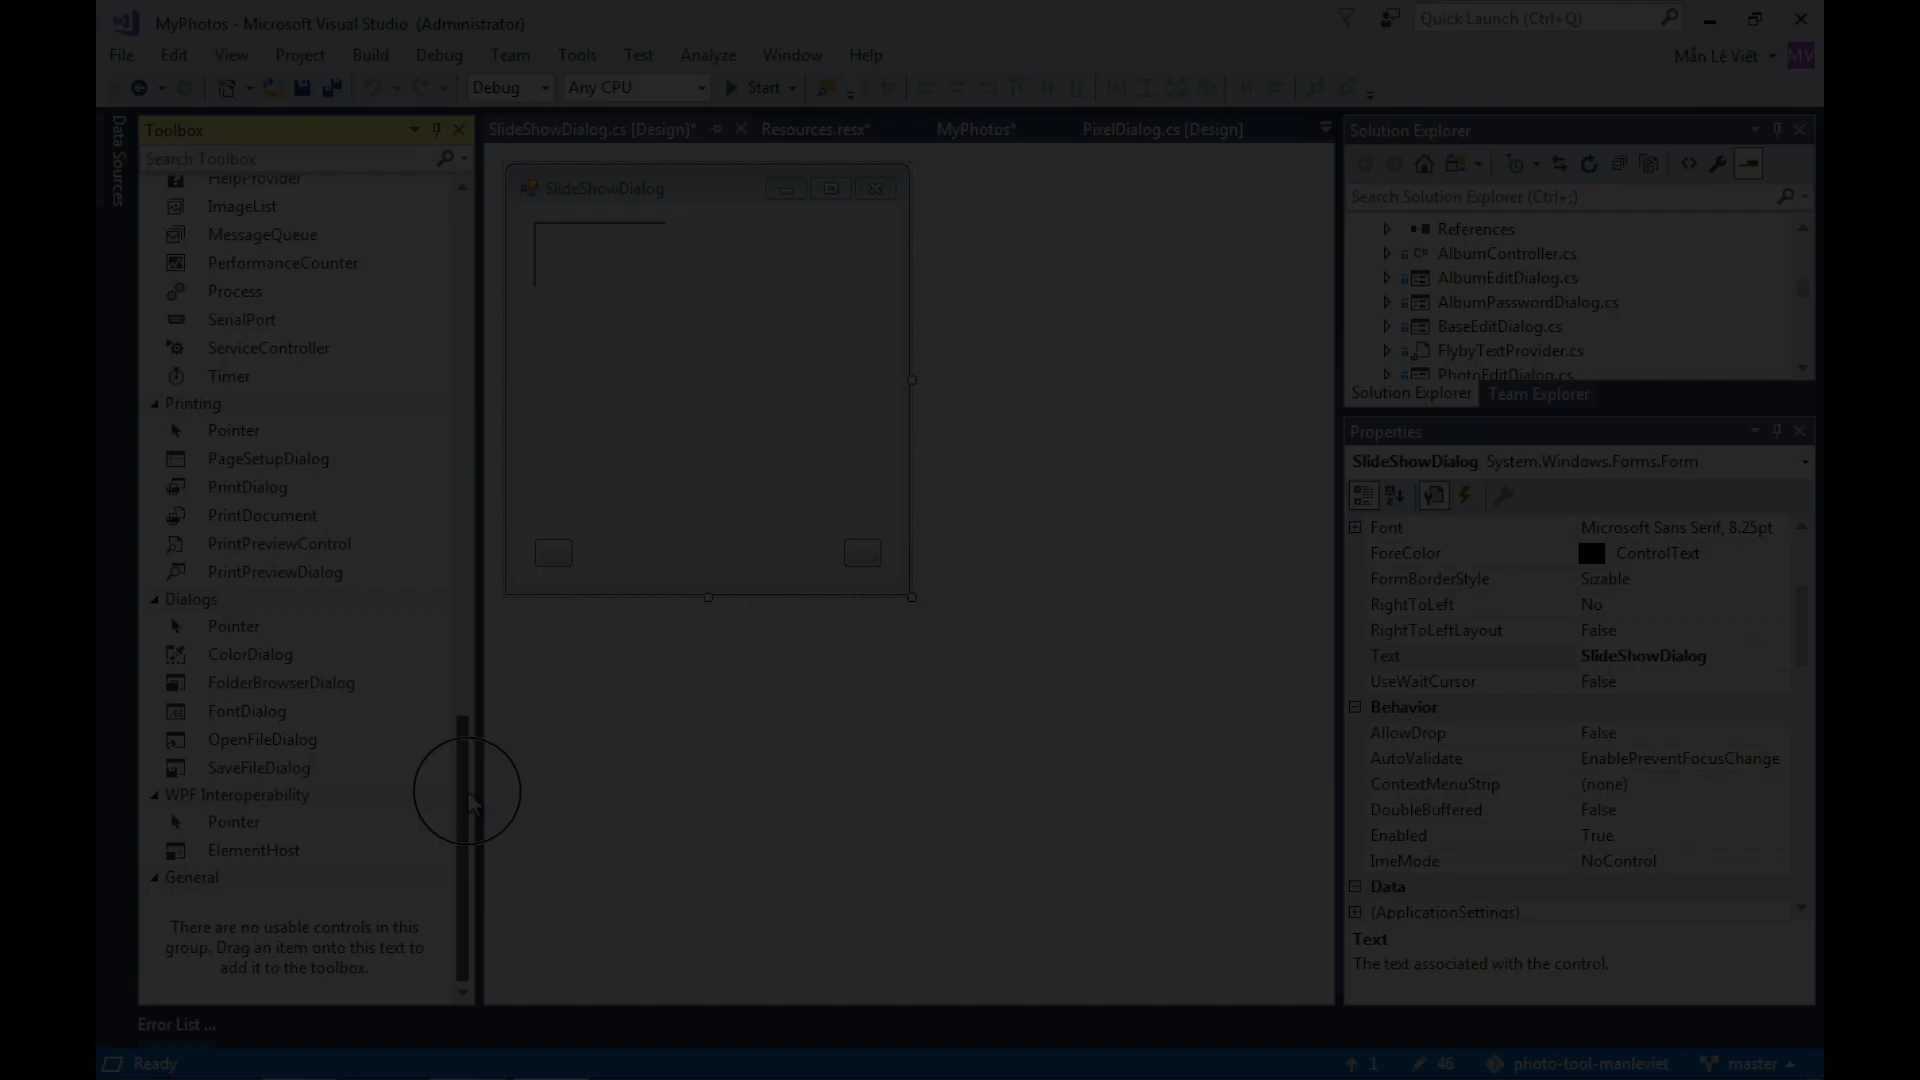 MyPhotos - Microsoft Visual Studio (Administrator)
Quick Launch (Ctrl+Q)
File Edit View Project Build Debug Team Tools Test Analyze Window Help
Mẫn Lê Viết MV
Debug Any CPU Start
Data Sources
Toolbox
Search Toolbox
HelpProvider
ImageList
MessageQueue
PerformanceCounter
Process
SerialPort
ServiceController
Timer
Printing
Pointer
PageSetupDialog
PrintDialog
PrintDocument
PrintPreviewControl
PrintPreviewDialog
Dialogs
Pointer
ColorDialog
FolderBrowserDialog
FontDialog
OpenFileDialog
SaveFileDialog
WPF Interoperability
Pointer
ElementHost
General
There are no usable controls in this
group. Drag an item onto this text to
add it to the toolbox.
SlideShowDialog.cs [Design]* Resources.resx* MyPhotos* PixelDialog.cs [Design]
SlideShowDialog
Solution Explorer
Search Solution Explorer (Ctrl+;)
References
AlbumController.cs
AlbumEditDialog.cs
AlbumPasswordDialog.cs
BaseEditDialog.cs
FlybyTextProvider.cs
PhotoEditDialog.cs
Solution Explorer Team Explorer
Properties
SlideShowDialog System.Windows.Forms.Form
Font Microsoft Sans Serif, 8.25pt
ForeColor ControlText
FormBorderStyle Sizable
RightToLeft No
RightToLeftLayout False
Text SlideShowDialog
UseWaitCursor False
Behavior
AllowDrop False
AutoValidate EnablePreventFocusChange
ContextMenuStrip (none)
DoubleBuffered False
Enabled True
ImeMode NoControl
Data
(ApplicationSettings)
Text
The text associated with the control.
Error List ...
Ready 1 46 photo-tool-manleviet master